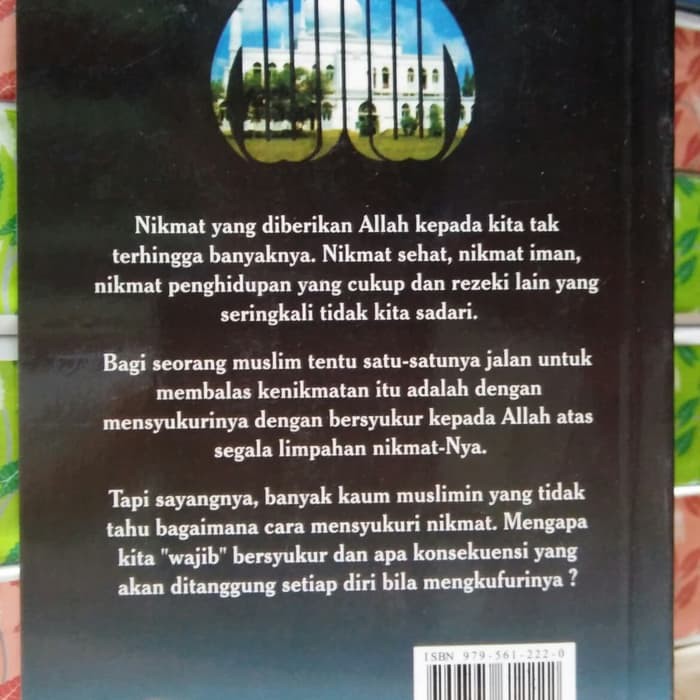 Nikmat yang diberikan Allah kepada kita tak
terhingga banyaknya. Nikmat sehat, nikmat iman,
nikmat penghidupan yang cukup dan rezeki lain yang
seringkali tidak kita sadari.
Bagi seorang muslim tentu satu-satunya jalan untuk
membalas kenikmatan itu adalah dengan
mensyukurinya dengan bersyukur kepada Allah atas
segala limpahan nikmat-Nya.
Tapi sayangnya, banyak kaum muslimin yang tidak
tahu bagaimana cara mensyukuri nikmat. Mengapa
kita "wajib" bersyukur dan apa konsekuensi yang
akan ditanggung setiap diri bila mengkufurinya ?
ISBN 979-561-222-0